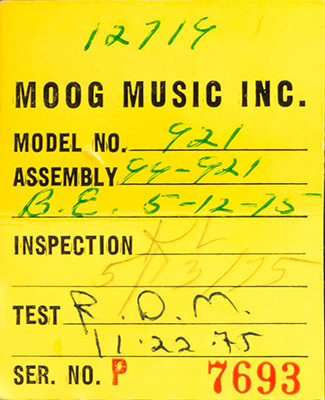 12714
MOOG MUSIC INC.
MODEL NO. 921
ASSEMBLY 94-921
B.E. 5-12-75
INSPECTION
5/13/75
TEST R.D.M.
11.22.75
SER. NO. P 7693